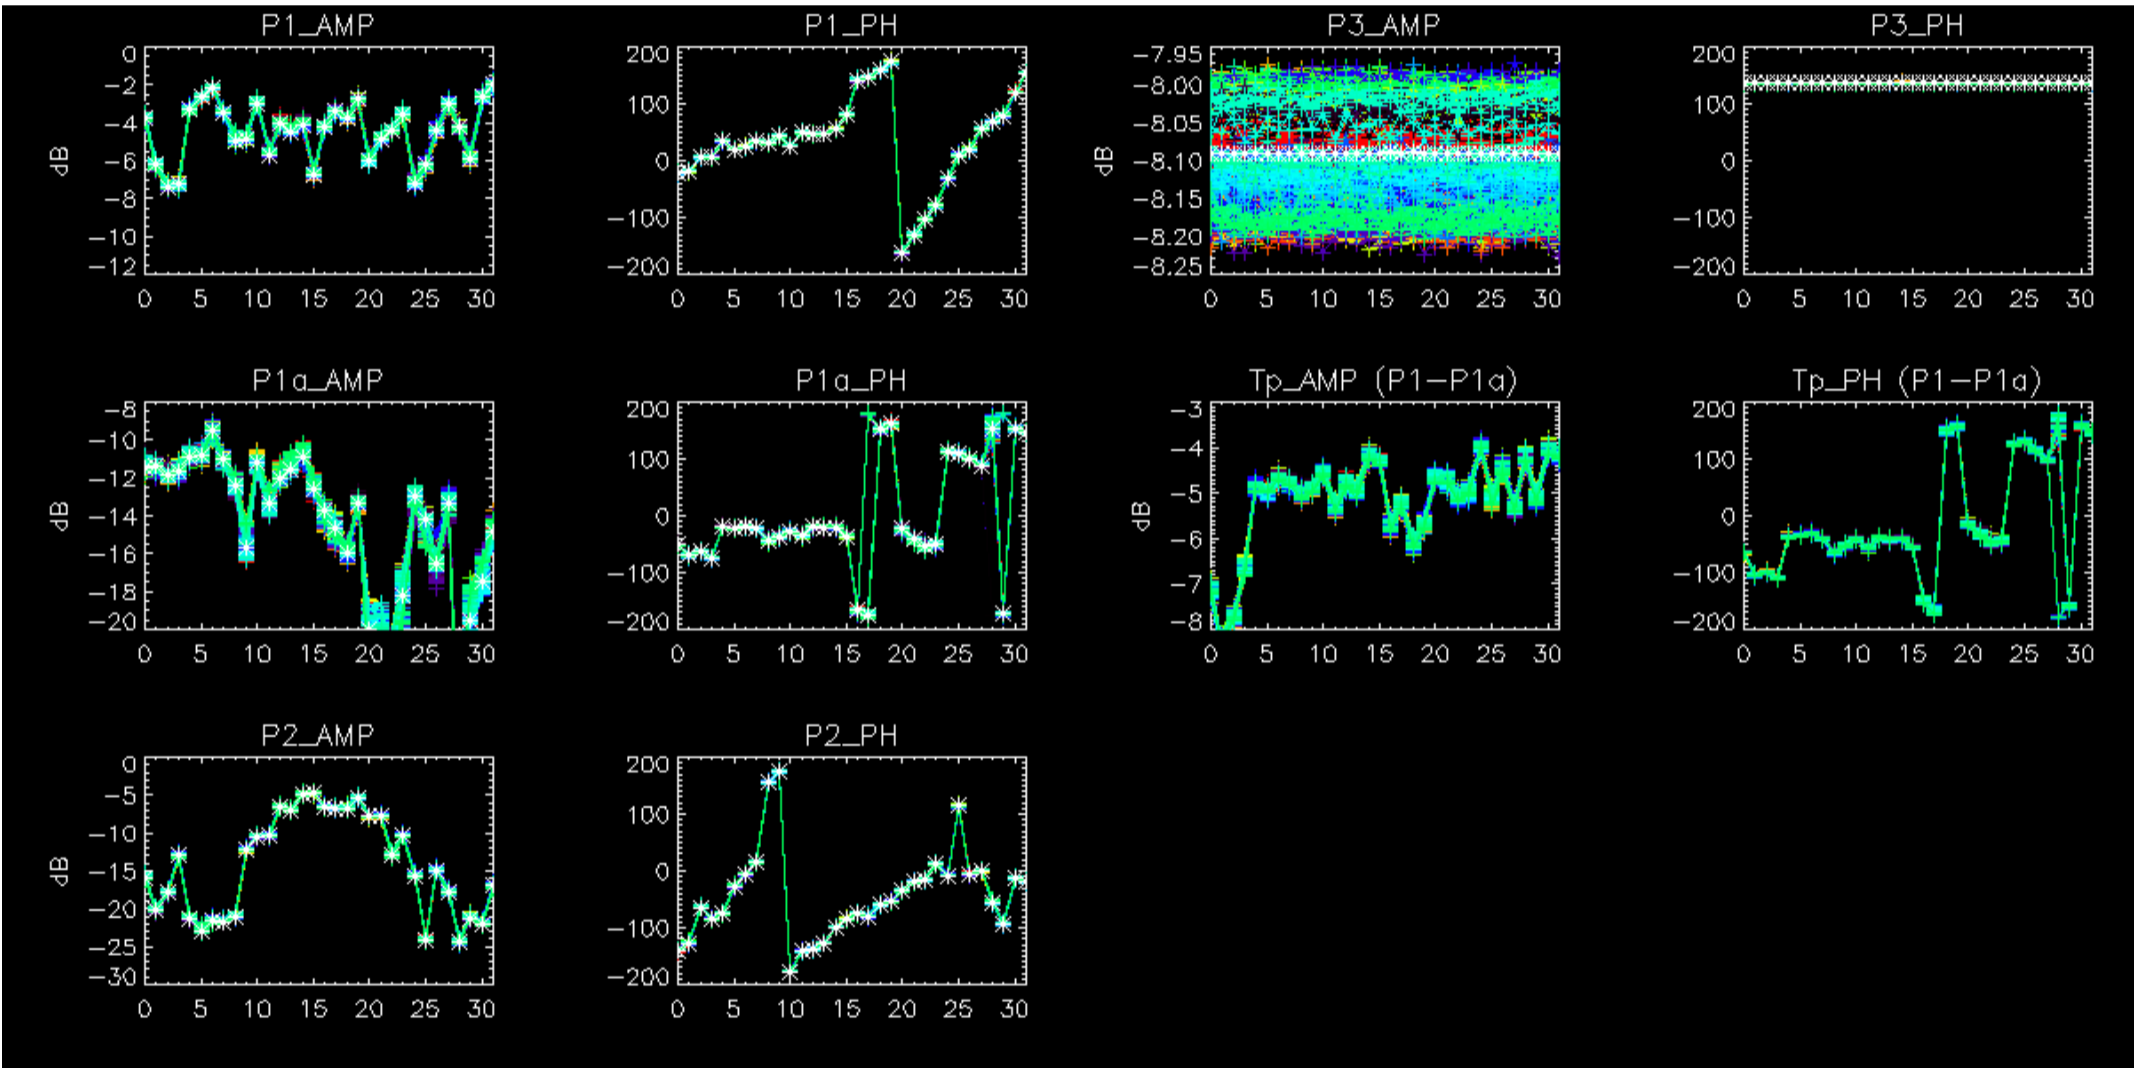 P1_AMP
P1_PH
P3_AMP
P3_PH
dB
0
−2
−4
−6
−8
−10
−12
0 5 10 15 20 25 30
200
100
0
−100
−200
0 5 10 15 20 25 30
dB
−7.95
−8.00
−8.05
−8.10
−8.15
−8.20
−8.25
0 5 10 15 20 25 30
200
100
0
−100
−200
0 5 10 15 20 25 30
P1a_AMP
P1a_PH
Tp_AMP (P1−P1a)
Tp_PH (P1−P1a)
dB
−8
−10
−12
−14
−16
−18
−20
0 5 10 15 20 25 30
200
100
0
−100
−200
0 5 10 15 20 25 30
dB
−3
−4
−5
−6
−7
−8
0 5 10 15 20 25 30
200
100
0
−100
−200
0 5 10 15 20 25 30
P2_AMP
P2_PH
dB
0
−5
−10
−15
−20
−25
−30
0 5 10 15 20 25 30
200
100
0
−100
−200
0 5 10 15 20 25 30